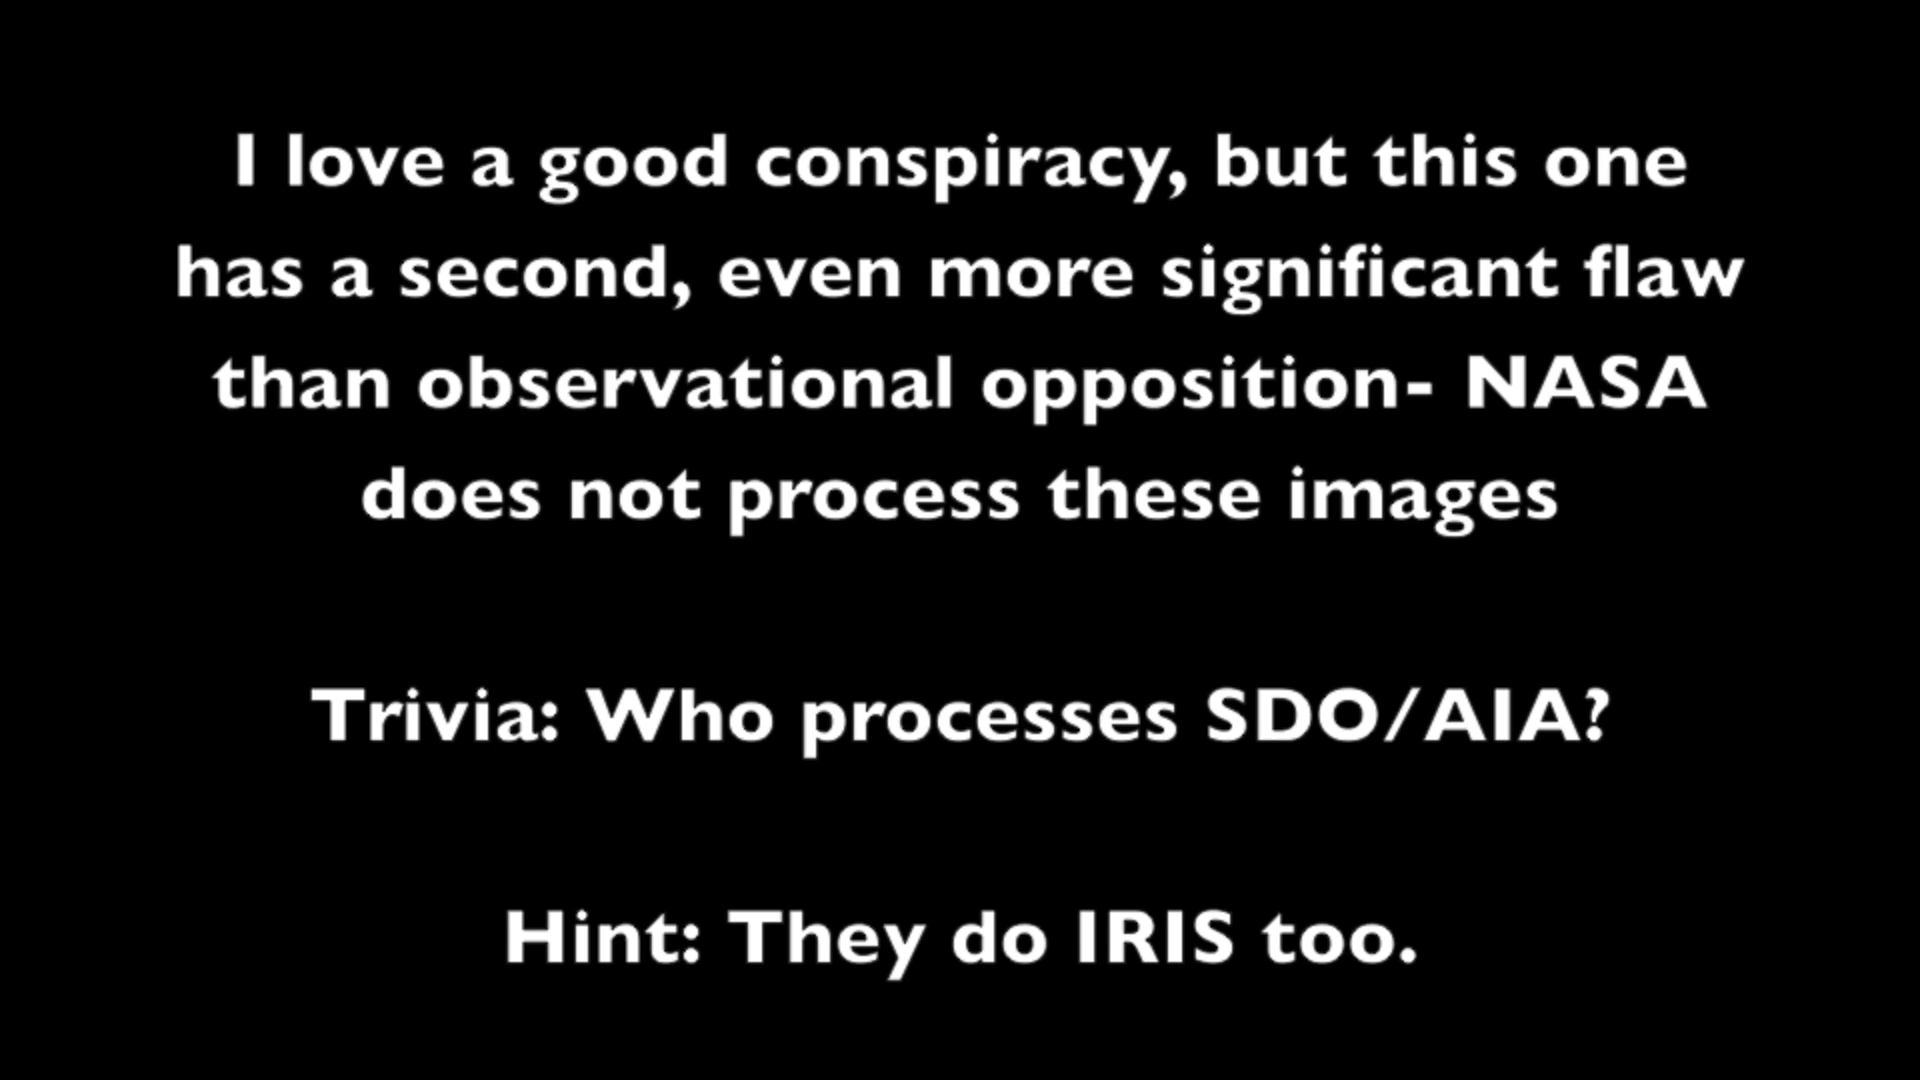 I love a good conspiracy, but this one
has a second, even more significant flaw
than observational opposition- NASA
does not process these images
Trivia: Who processes SDO/AIA?
Hint: They do IRIS too.